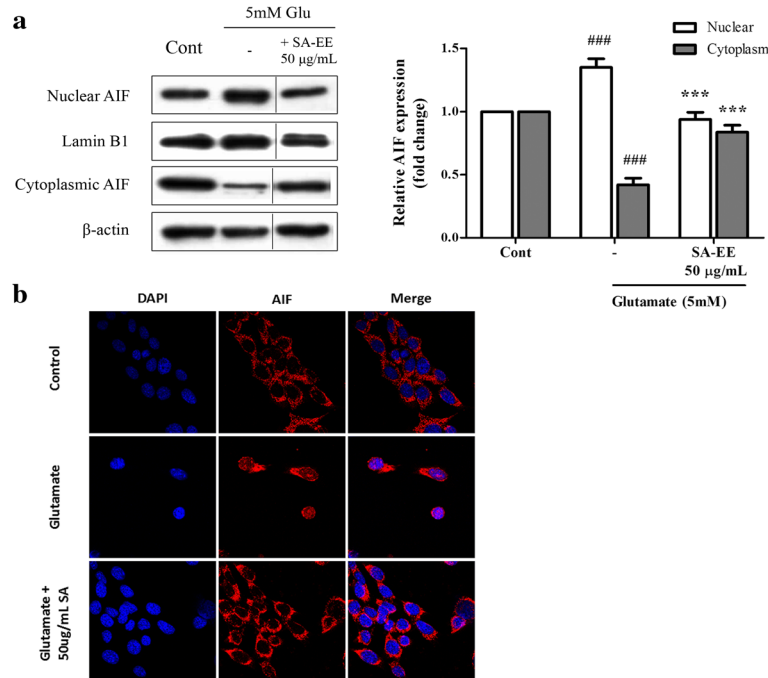 a
5mM Glu
Cont
-
+ SA-EE
50 µg/mL
Nuclear AIF
Lamin B1
Cytoplasmic AIF
β-actin
Relative AIF expression
(fold change)
1.5
1.0
0.5
0.0
###
###
***
***
Nuclear
Cytoplasm
Cont
-
SA-EE
50 µg/mL
Glutamate (5mM)
b
DAPI
AIF
Merge
Control
Glutamate
Glutamate +
50ug/mL SA